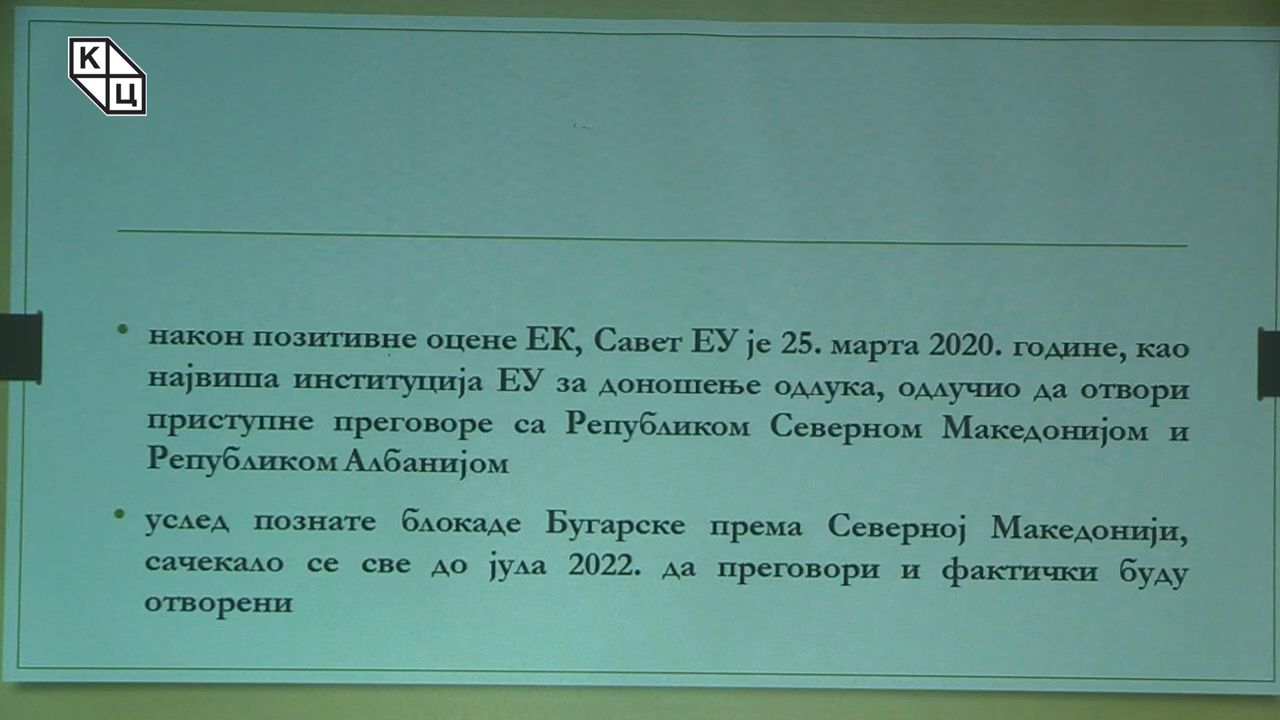 К
Ц
• након позитивне оцене ЕК, Савет ЕУ је 25. марта 2020. године, као
највиша институција ЕУ за доношење одлука, одлучио да отвори
приступне преговоре са Републиком Северном Македонијом и
Републиком Албанијом
• услед познате блокаде Бугарске према Северној Македонији,
сачекало се све до јула 2022. да преговори и фактички буду
отворени